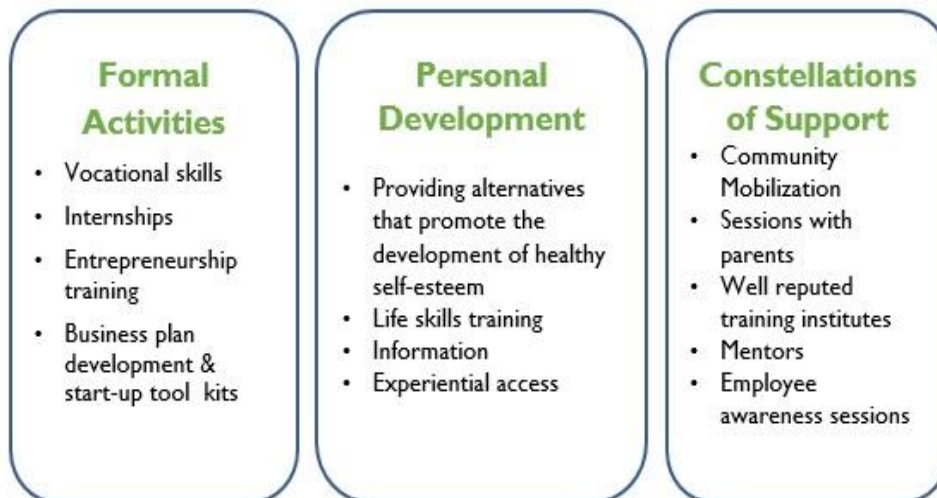 Formal
Activities
• Vocational skills
• Internships
• Entrepreneurship
training
• Business plan
development &
start-up tool kits
Personal
Development
• Providing alternatives
that promote the
development of healthy
self-esteem
• Life skills training
• Information
• Experiential access
Constellations
of Support
• Community
Mobilization
• Sessions with
parents
• Well reputed
training institutes
• Mentors
• Employee
awareness sessions